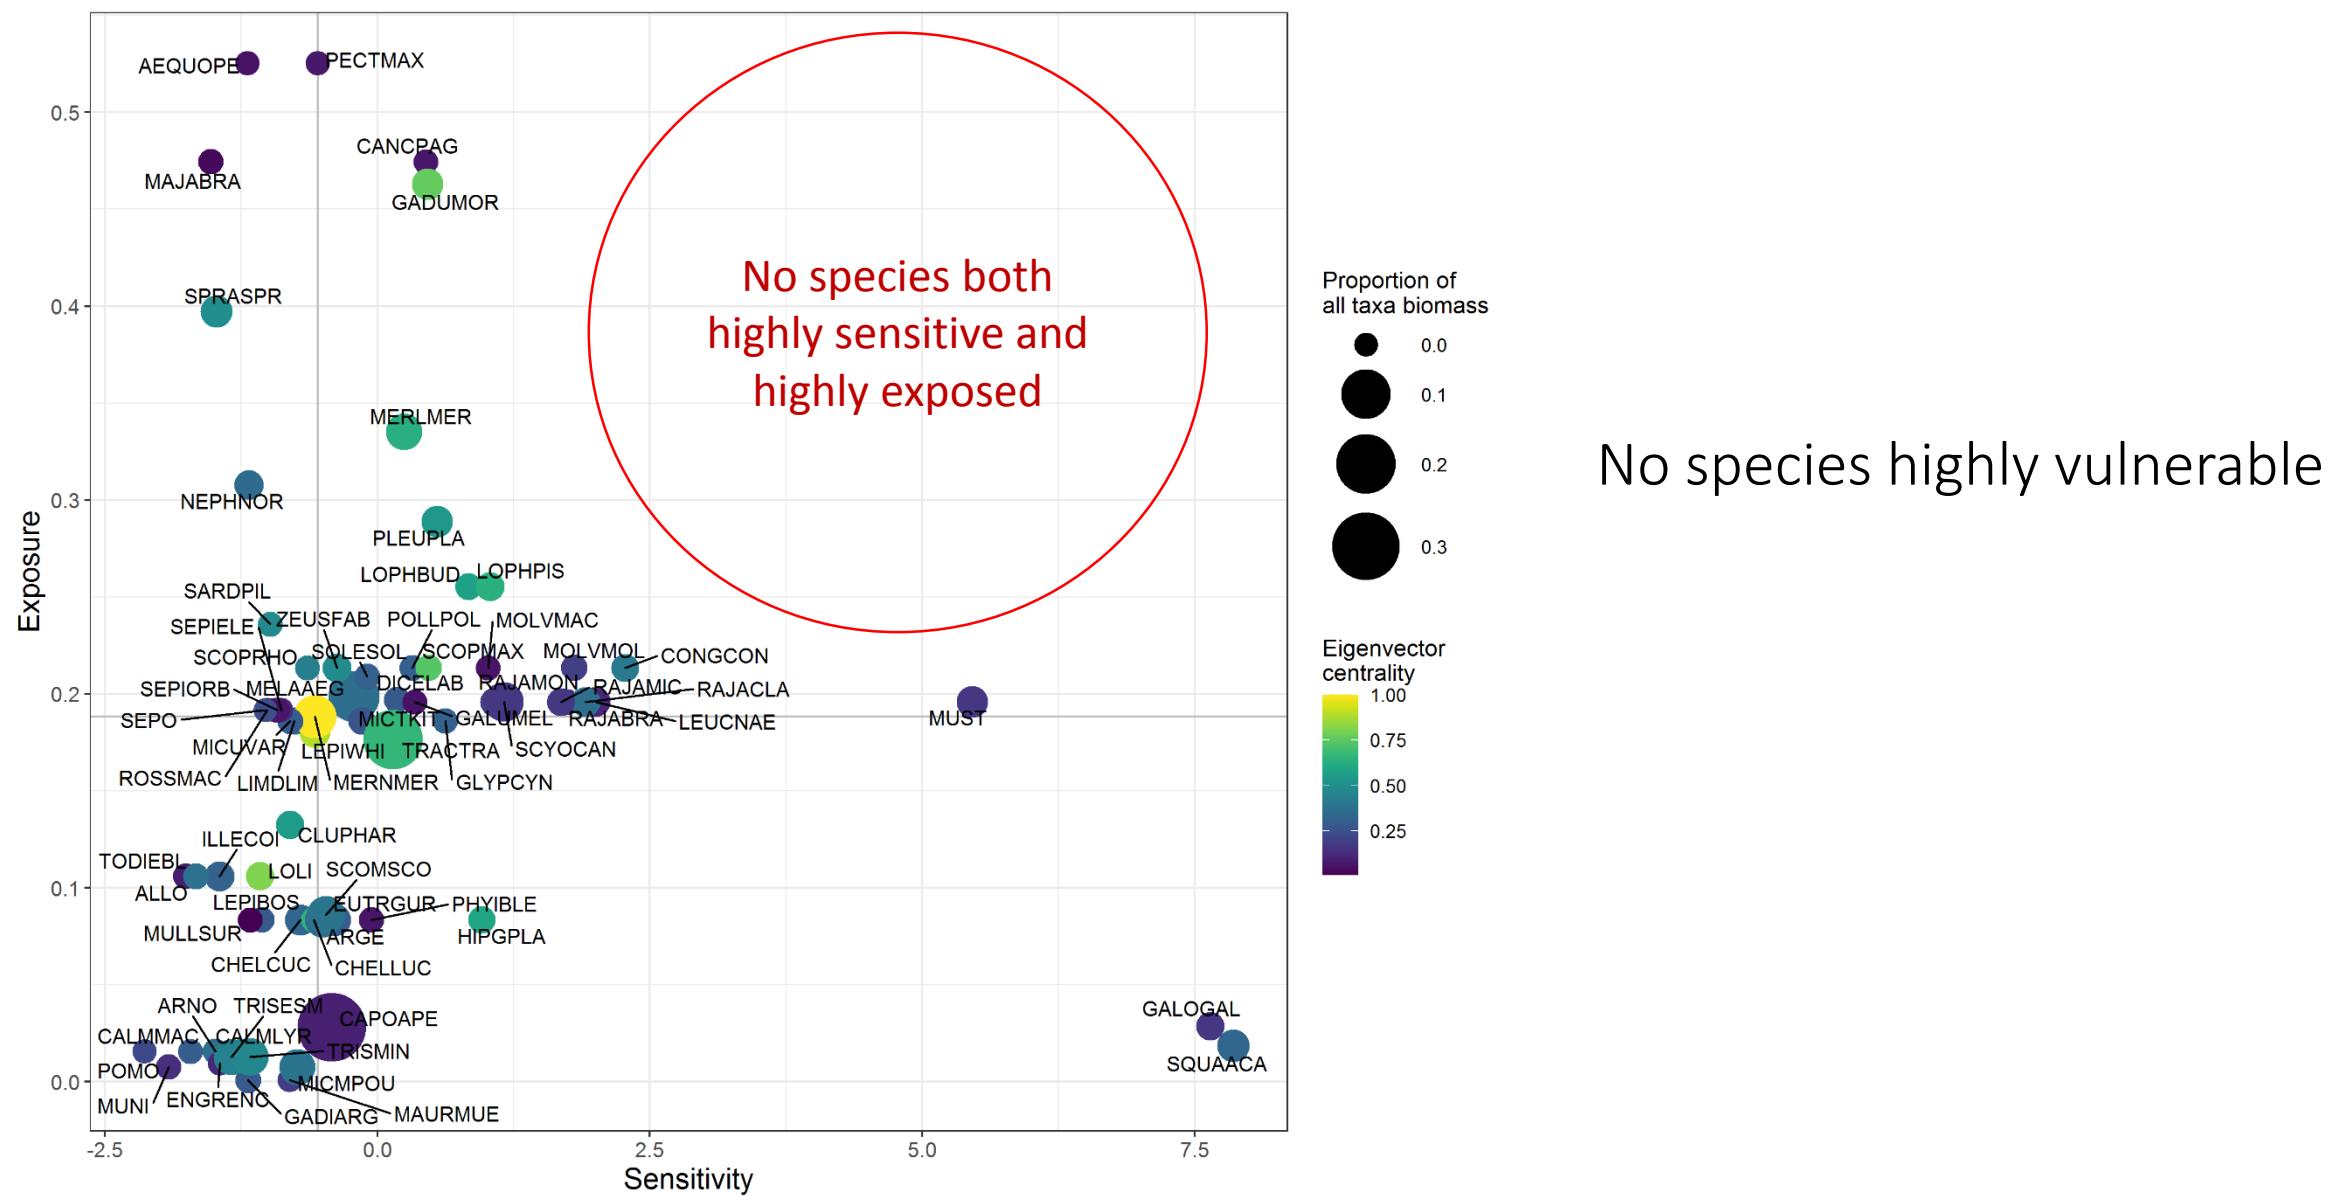 AEQUOPE
PECTMAX
0.5
CANCPAG
MAJABRA
GADUMOR
No species both
highly sensitive and
highly exposed
SPRASPR
0.4
MERLMER
0.3
NEPHNOR
PLEUPLA
LOPHBUD
LOPHPIS
Exposure
SARDPIL
SEPIELE
ZEUSFAB
POLLPOL
MOLVMAC
SCOPRHO
SOLESOL
SCOPMAX
MOLVMOL
CONGCON
SEPIORB
MELAAEG
DICELAB
RAJAMON
RAJAMIC
RAJACLA
0.2
SEPO
MICTKIT
GALUMEL
RAJABRA
LEUCNAE
MUST
MICUVAR
LEPIWHI
TRACTRA
SCYOCAN
ROSSMAC
LIMDLIM
MERNMER
GLYPCYN
ILLECOI
CLUPHAR
TODIEBL
LOLI
SCOMSCO
0.1
ALLO
LEPIBOS
EUTRGUR
PHYIBLE
MULLSUR
ARGE
HIPGPLA
CHELCUC
CHELLUC
ARNO
TRISESM
CAPOAPE
GALOGAL
CALMMAC
CALMLYR
TRISMIN
SQUAACA
0.0
POMO
MICMPOU
MUNI
ENGRENC
GADIARG
MAURMUE
-2.5
0.0
2.5
5.0
7.5
Sensitivity
Proportion of
all taxa biomass
0.0
0.1
0.2
0.3
Eigenvector
centrality
1.00
0.75
0.50
0.25
No species highly vulnerable